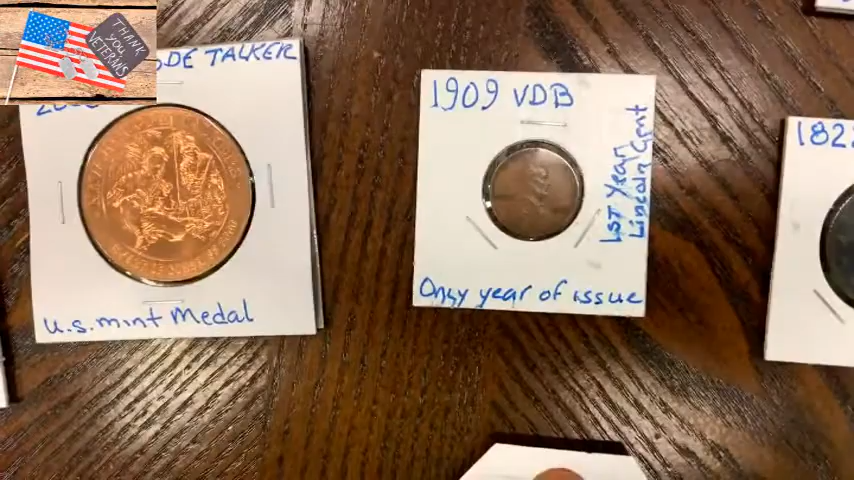 THANK
YOU,
VETERANS
ODE TALKER
U.S. mint Medal
1909 VDB
1st Year
Lincoln Cent
Only year of issue
182